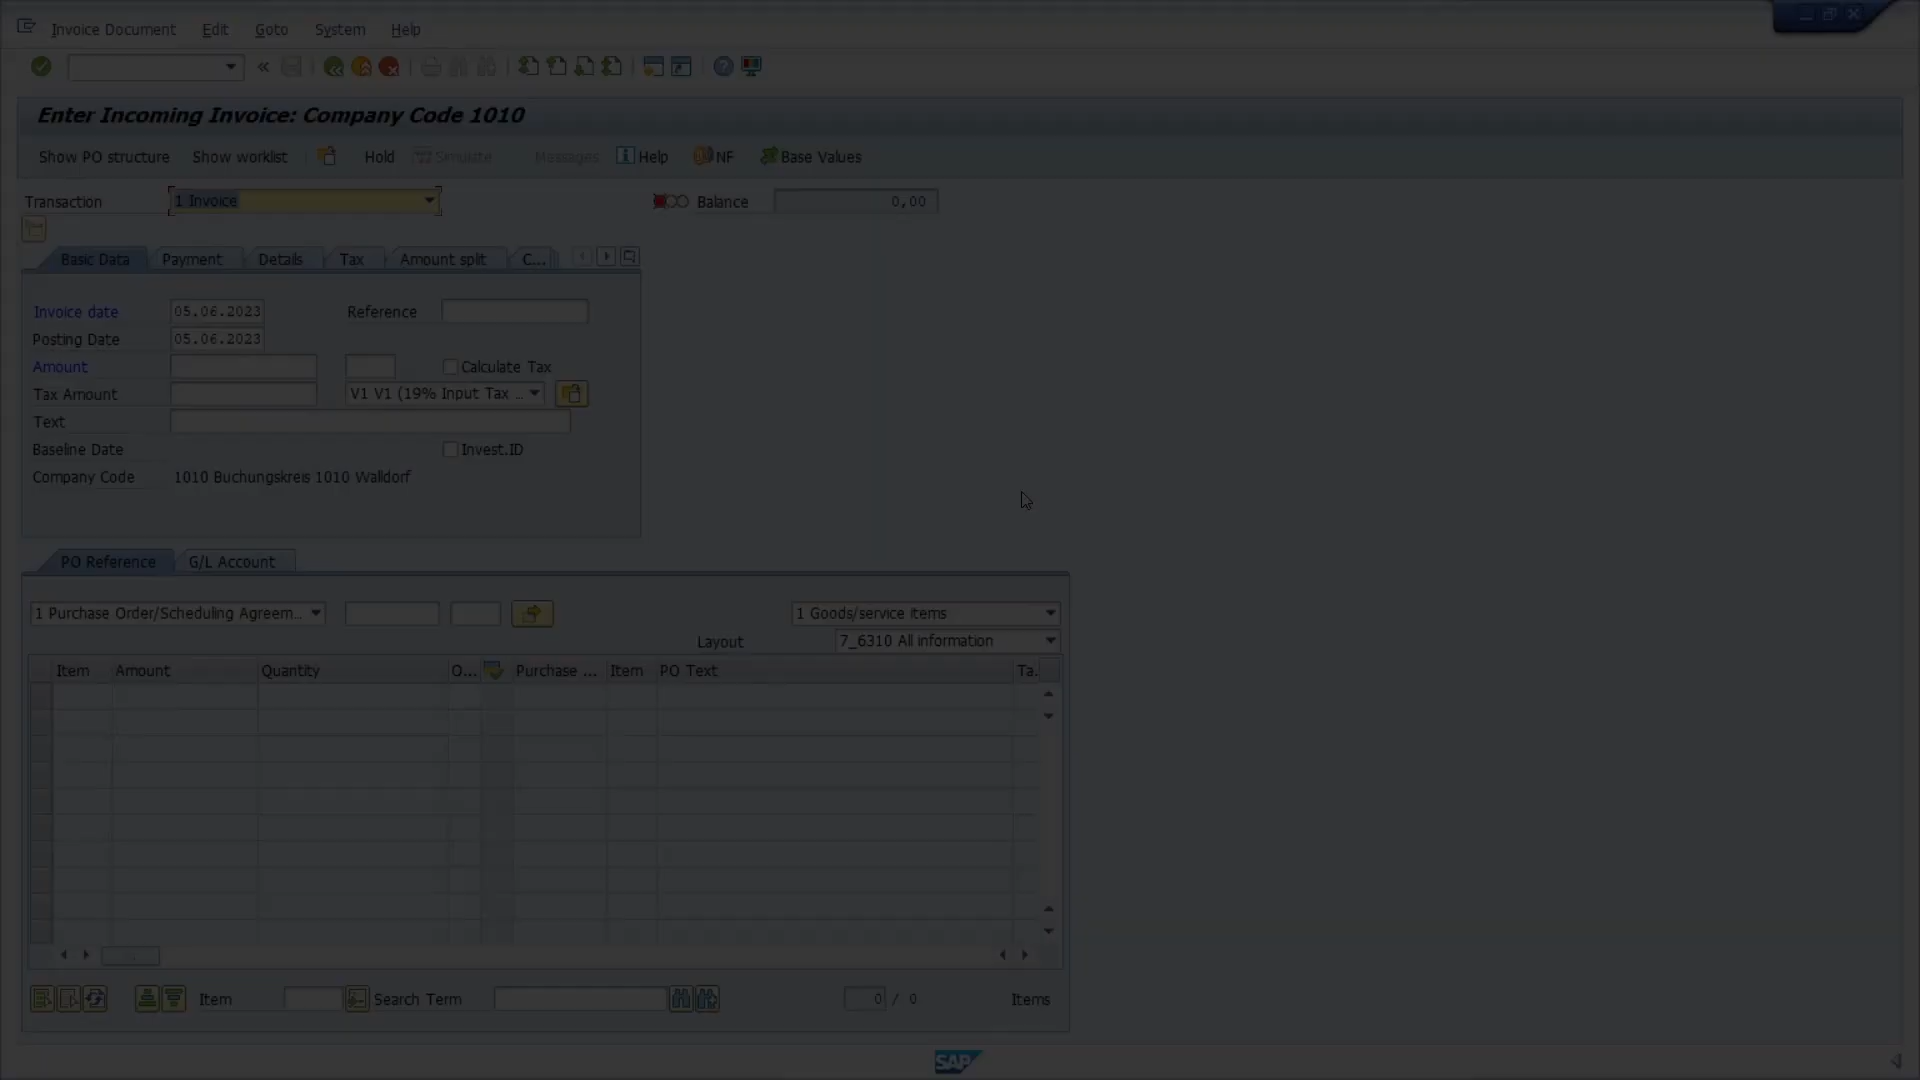 Invoice Document Edit Goto System Help
Enter Incoming Invoice: Company Code 1010
Show PO structure Show worklist Hold Simulate Messages Help NF Base Values
Transaction 1 Invoice Balance 0,00
Basic Data Payment Details Tax Amount split C...
Invoice date 05.06.2023 Reference
Posting Date 05.06.2023
Amount Calculate Tax
Tax Amount V1 V1 (19% Input Tax ...
Text
Baseline Date Invest.ID
Company Code 1010 Buchungskreis 1010 Walldorf
PO Reference G/L Account
1 Purchase Order/Scheduling Agreem... 1 Goods/service items
Layout 7_6310 All information
Item Amount Quantity O... Purchase ... Item PO Text Ta.
Item Search Term 0 / 0 Items
SAP